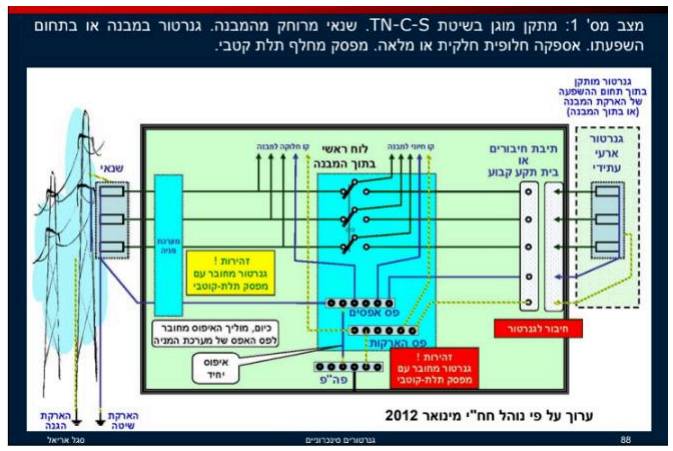 מצב מס' 1: מתקן מוגן בשיטת TN-C-S. שנאי מרוחק מהמבנה. גנרטור במבנה או בתחום
השפעתו. אספקה חלופית חלקית או מלאה. מפסק מחלף תלת קטבי.
גנרטור מותקן
בתוך תחום ההשפעה
של הארקת המבנה
(או בתוך המבנה)
גנרטור
ארעי
עתידי
תיבת חיבורים
או
בית תקע קבוע
קו חיוני למבנה
לוח ראשי
בתוך המבנה
קו חלוקה למבנה
שנאי
מערכת
מניה
זהירות !
גנרטור מחובר עם
מפסק תלת-קוטבי
פס אפסים
כיום, מוליך האיפוס מחובר
לפס האפס של מערכת המניה
חיבור לגנרטור
פס הארקות
זהירות !
גנרטור מחובר עם
מפסק תלת-קוטבי
איפוס
יחיד
פה"פ
הארקת
שיטה
הארקת
הגנה
ערוך על פי נוהל חח"י מינואר 2012
88
גנרטורים סינכרוניים
סגל אריאל